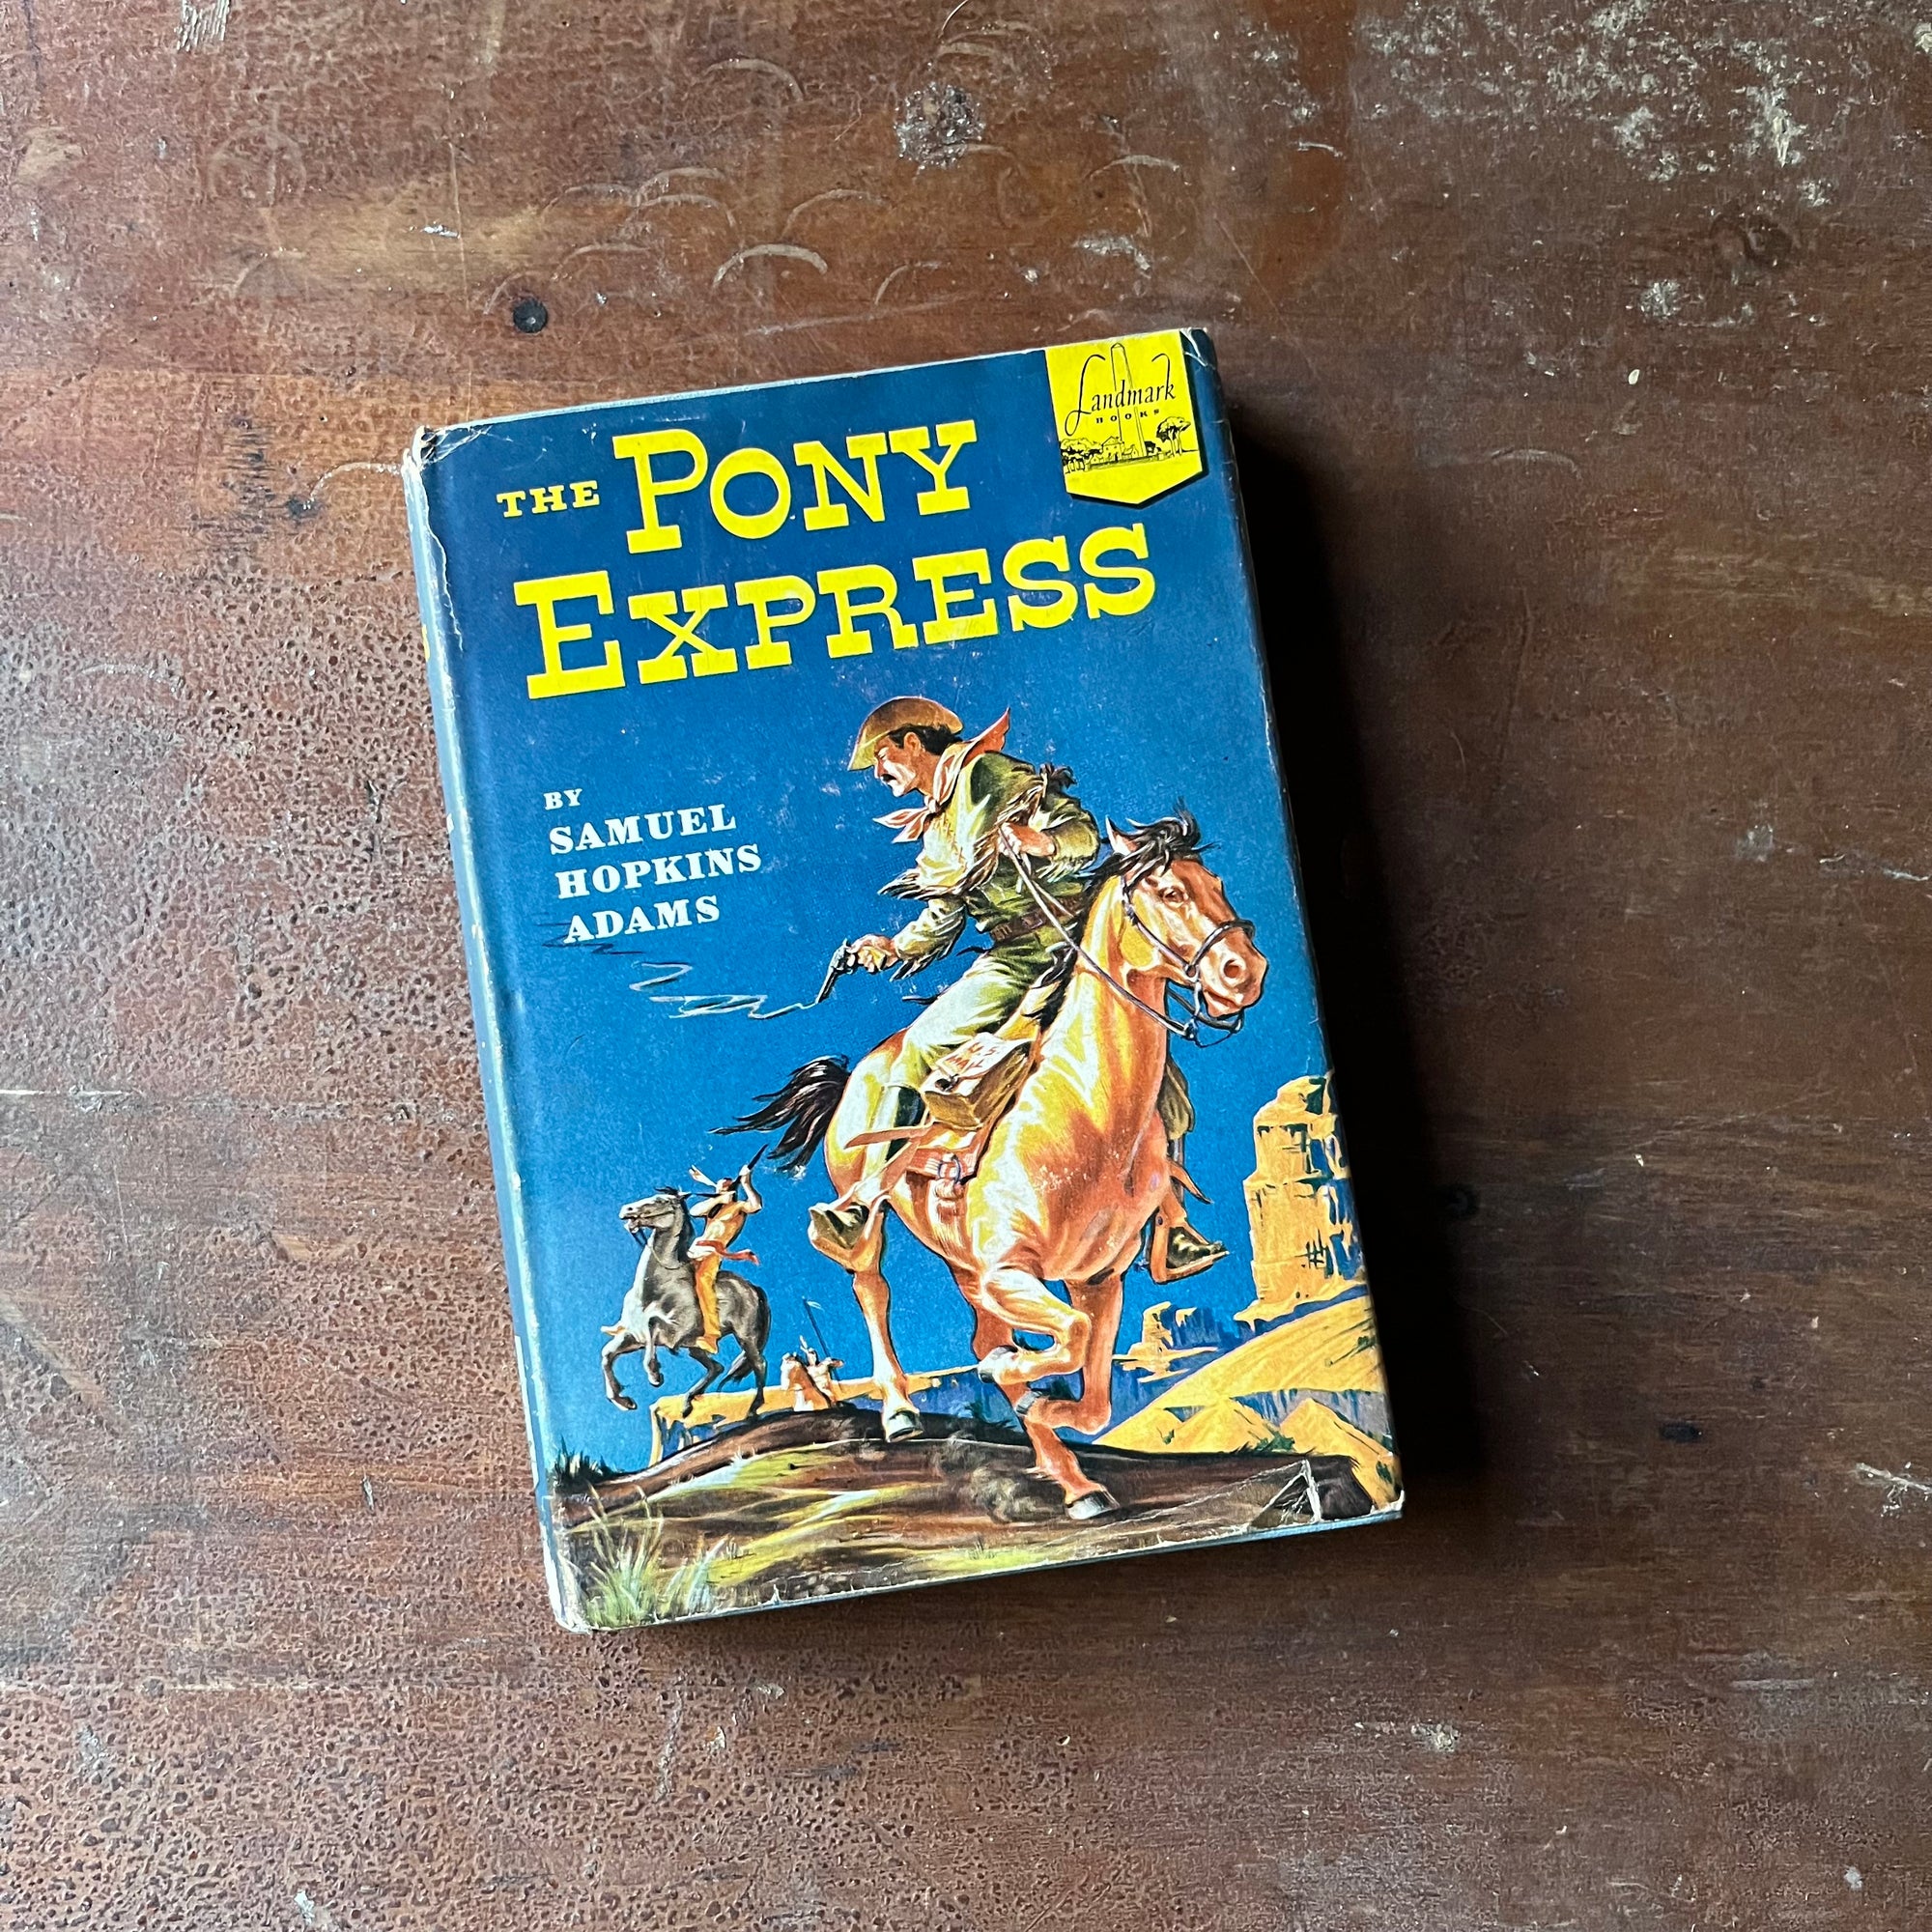 Landmark
BOOKS
THE PONY
EXPRESS
BY
SAMUEL
HOPKINS
ADAMS